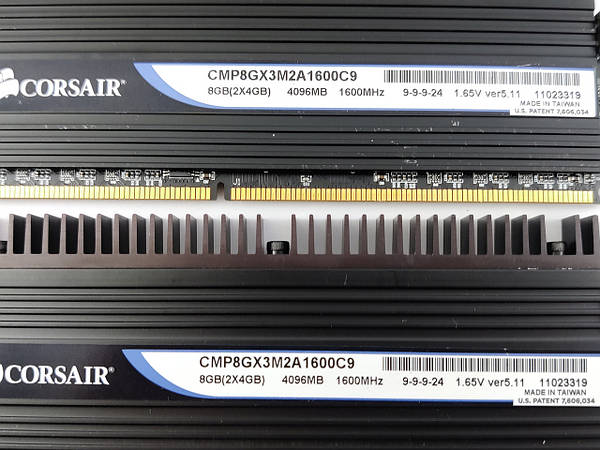 CORSAIR
CMP8GX3M2A1600C9
8GB(2X4GB) 4096MB 1600MHz 9-9-9-24 1.65V ver5.11 11023319
MADE IN TAIWAN
U.S. PATENT 7,606,034
J1
CORSAIR
CMP8GX3M2A1600C9
8GB(2X4GB) 4096MB 1600MHz 9-9-9-24 1.65V ver5.11 11023319
MADE IN TAIWAN
U.S. PATENT 7,606,034